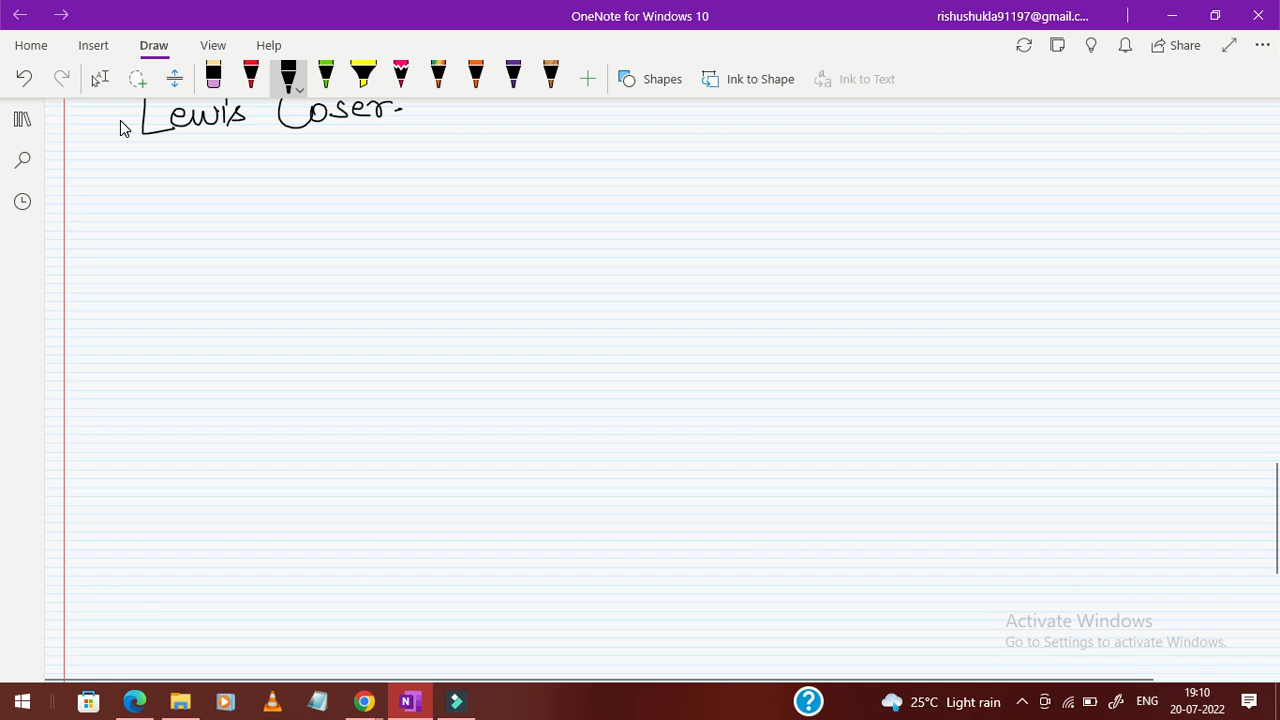 OneNote for Windows 10
rishushukla91197@gmail.c...
Home Insert Draw View Help
Share
Shapes Ink to Shape Ink to Text
Lewis Coser.
Activate Windows
Go to Settings to activate Windows.
25°C Light rain
ENG
19:10
20-07-2022